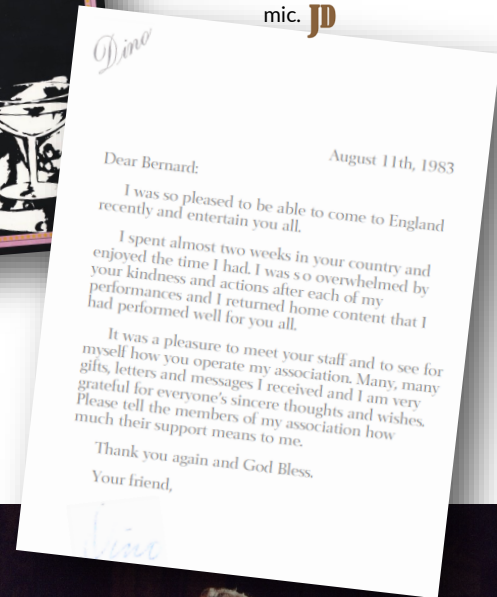 mic. JD
Dino
August 11th, 1983
Dear Bernard:
I was so pleased to be able to come to England
recently and entertain you all.
I spent almost two weeks in your country and
enjoyed the time I had. I was so overwhelmed by
your kindness and actions after each of my
performances and I returned home content that I
had performed well for you all.
It was a pleasure to meet your staff and to see for
myself how you operate my association. Many, many
gifts, letters and messages I received and I am very
grateful for everyone's sincere thoughts and wishes.
Please tell the members of my association how
much their support means to me.
Thank you again and God Bless.
Your friend,
Dino